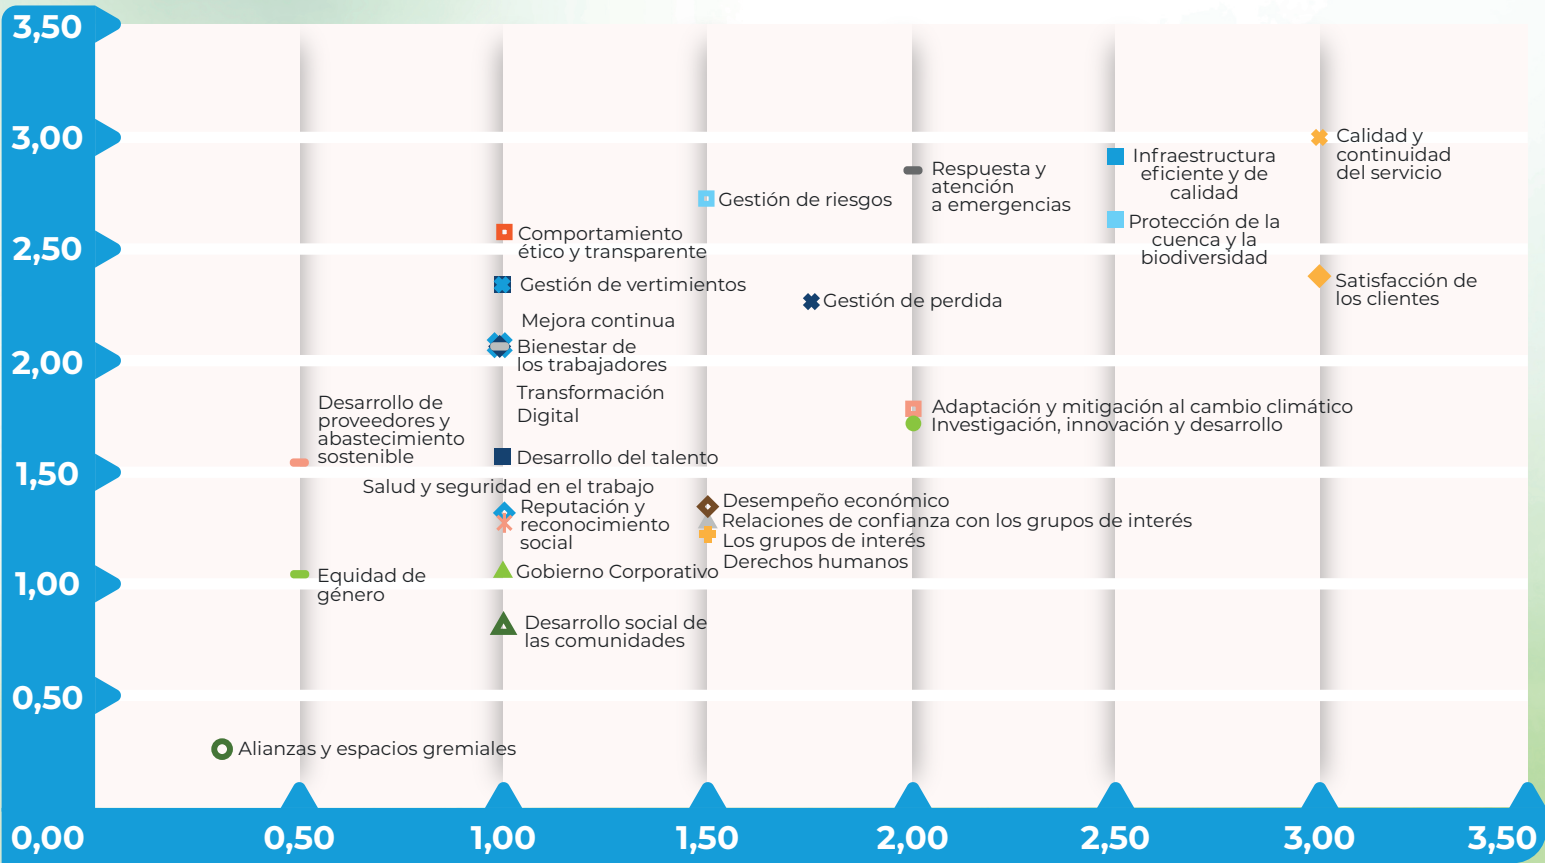 3,50
3,00
Calidad y
continuidad
del servicio
Infraestructura
eficiente y de
calidad
Respuesta y
atención
a emergencias
Gestión de riesgos
Protección de la
cuenca y la
biodiversidad
Comportamiento
ético y transparente
2,50
Gestión de vertimientos
Satisfacción de
los clientes
Gestión de perdida
Mejora continua
Bienestar de
los trabajadores
2,00
Transformación
Digital
Desarrollo de
proveedores y
abastecimiento
sostenible
Adaptación y mitigación al cambio climático
Investigación, innovación y desarrollo
Desarrollo del talento
1,50
Salud y seguridad en el trabajo
Reputación y
reconocimiento
social
Desempeño económico
Relaciones de confianza con los grupos de interés
Los grupos de interés
Derechos humanos
Gobierno Corporativo
Equidad de
género
1,00
Desarrollo social de
las comunidades
0,50
Alianzas y espacios gremiales
0,00
0,50
1,00
1,50
2,00
2,50
3,00
3,50